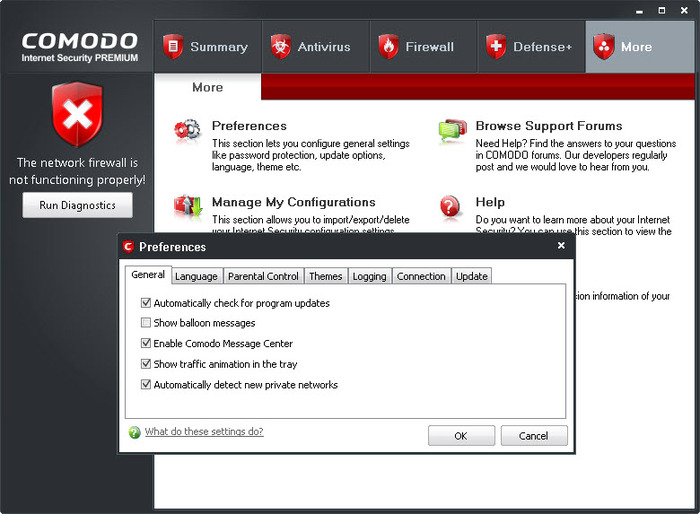 COMODO
Internet Security PREMIUM
Summary
Antivirus
Firewall
Defense+
More
The network firewall is
not functioning properly!
Run Diagnostics
More
Preferences
This section lets you configure general settings
like password protection, update options,
language, theme etc.
Browse Support Forums
Need Help? Find the answers to your questions
in COMODO forums. Our developers regularly
post and we would love to hear from you.
Manage My Configurations
This section allows you to import/export/delete
your Internet Security configuration settings
Help
Do you want to learn more about your Internet
Security? You can use this section to view the
information of your
Preferences
General
Language
Parental Control
Themes
Logging
Connection
Update
Automatically check for program updates
Show balloon messages
Enable Comodo Message Center
Show traffic animation in the tray
Automatically detect new private networks
What do these settings do?
OK
Cancel